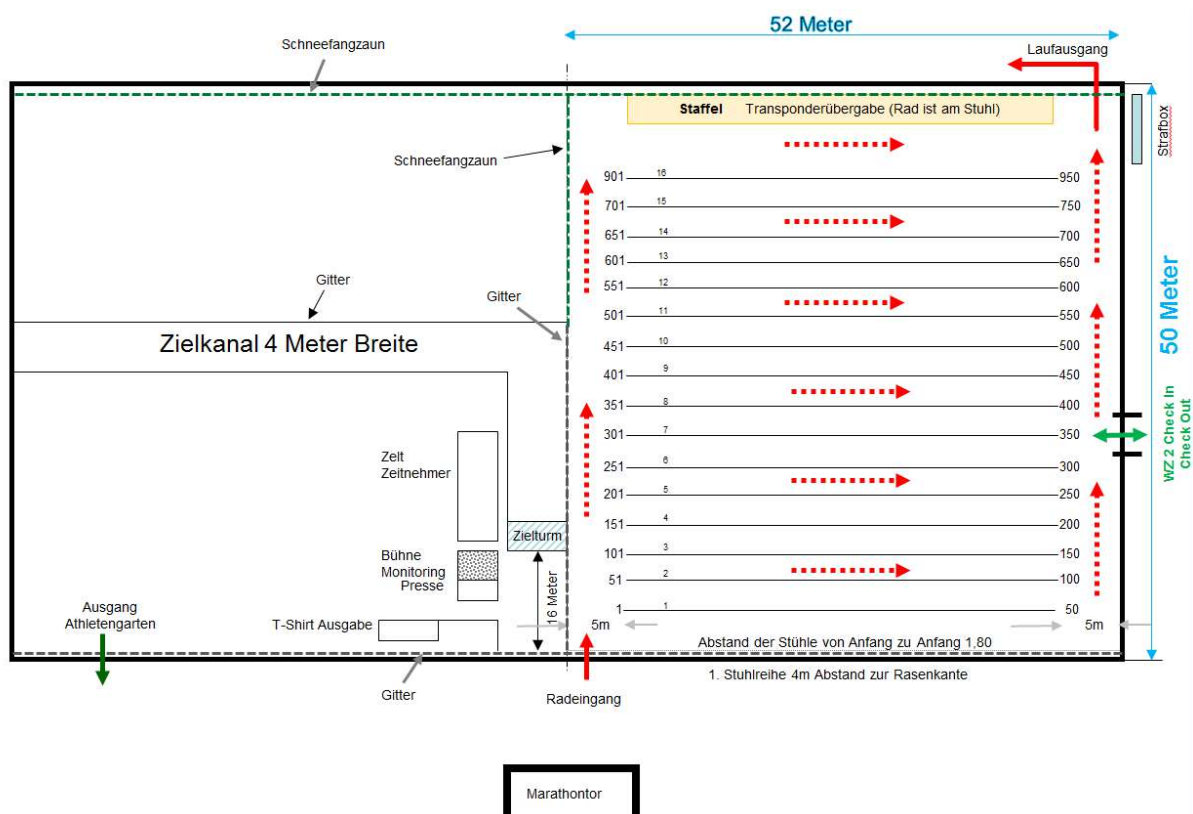 52 Meter
Schneefangzaun
Laufausgang
Staffel Transponderübergabe (Rad ist am Stuhl)
Strafbox
Schneefangzaun
901 16 950
701 15 750
651 14 700
601 13 650
551 12 600
501 11 550
451 10 500
401 9 450
351 8 400
301 7 350
251 6 300
201 5 250
151 4 200
101 3 150
51 2 100
1 1 50
Gitter
Gitter
Zielkanal 4 Meter Breite
50 Meter
WZ 2 Check In
Check Out
Zelt
Zeitnehmer
Zielturm
Bühne
Monitoring
Presse
16 Meter
Ausgang
Athletengarten
T-Shirt Ausgabe
5m
5m
Abstand der Stühle von Anfang zu Anfang 1,80
1. Stuhlreihe 4m Abstand zur Rasenkante
Gitter
Radeingang
Marathontor